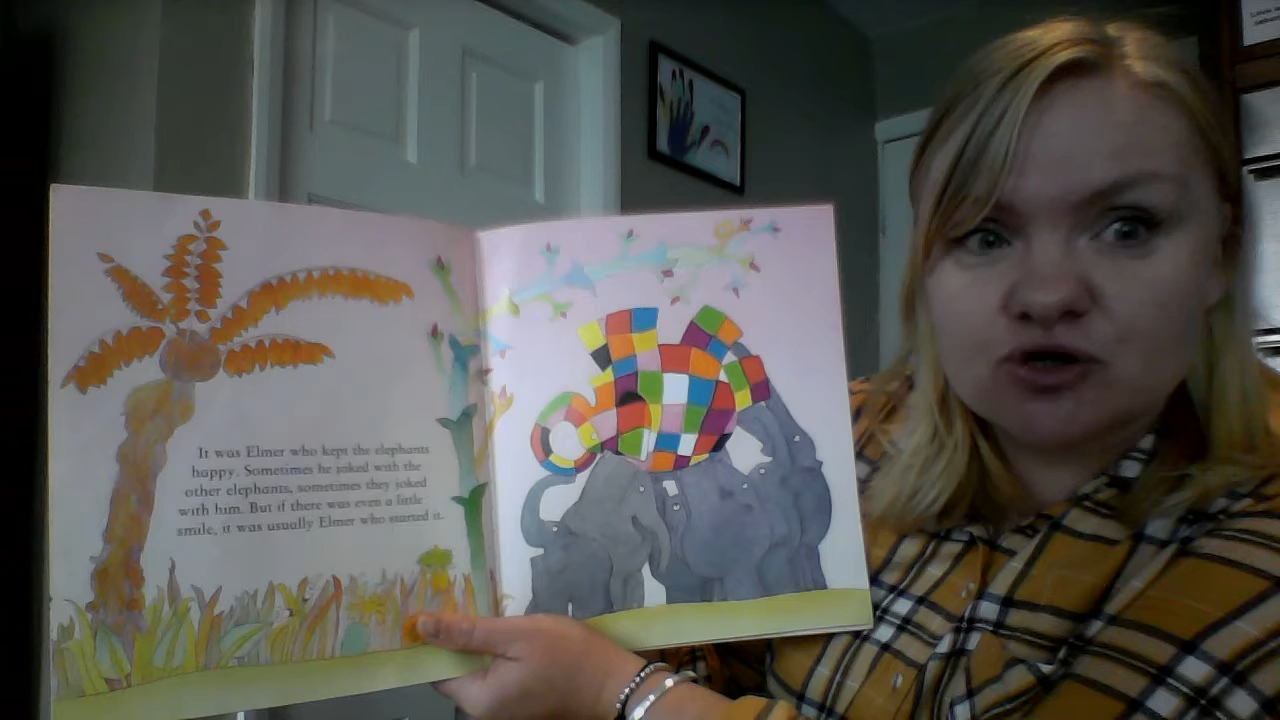 It was Elmer who kept the elephants
happy. Sometimes he joked with the
other elephants, sometimes they joked
with him. But if there was even a little
smile, it was usually Elmer who started it.